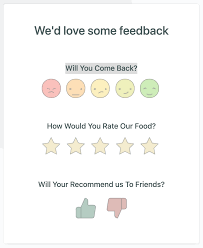 We'd love some feedback
Will You Come Back?
How Would You Rate Our Food?
Will Your Recommend us To Friends?